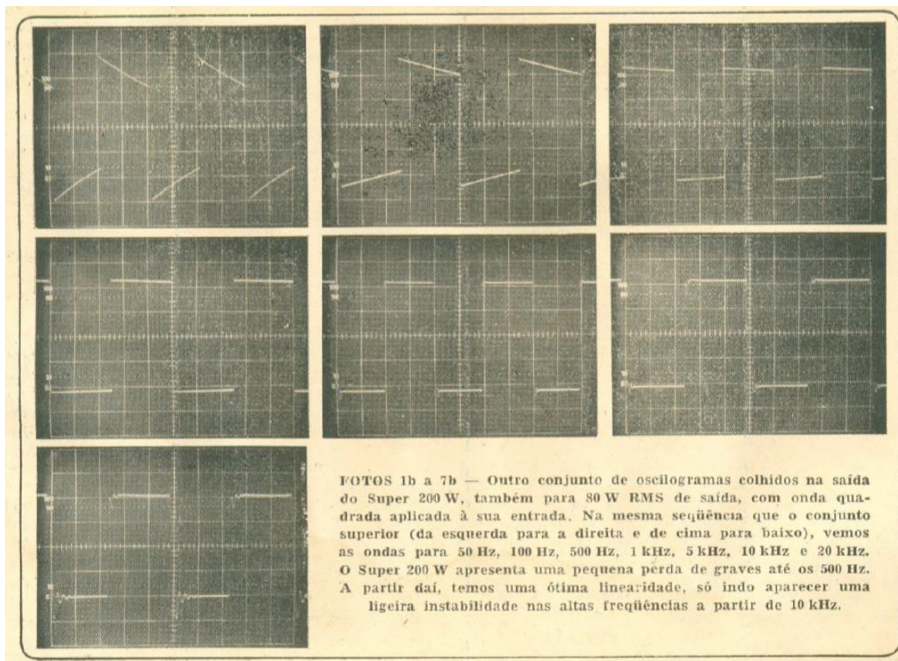 FOTOS 1b a 7b — Outro conjunto de oscilogramas colhidos na saída
do Super 200 W, também para 80 W RMS de saída, com onda qua-
drada aplicada à sua entrada. Na mesma seqüência que o conjunto
superior (da esquerda para a direita e de cima para baixo), vemos
as ondas para 50 Hz, 100 Hz, 500 Hz, 1 kHz, 5 kHz, 10 kHz e 20 kHz.
O Super 200 W apresenta uma pequena perda de graves até os 500 Hz.
A partir daí, temos uma ótima linearidade, só indo aparecer uma
ligeira instabilidade nas altas freqüências a partir de 10 kHz.